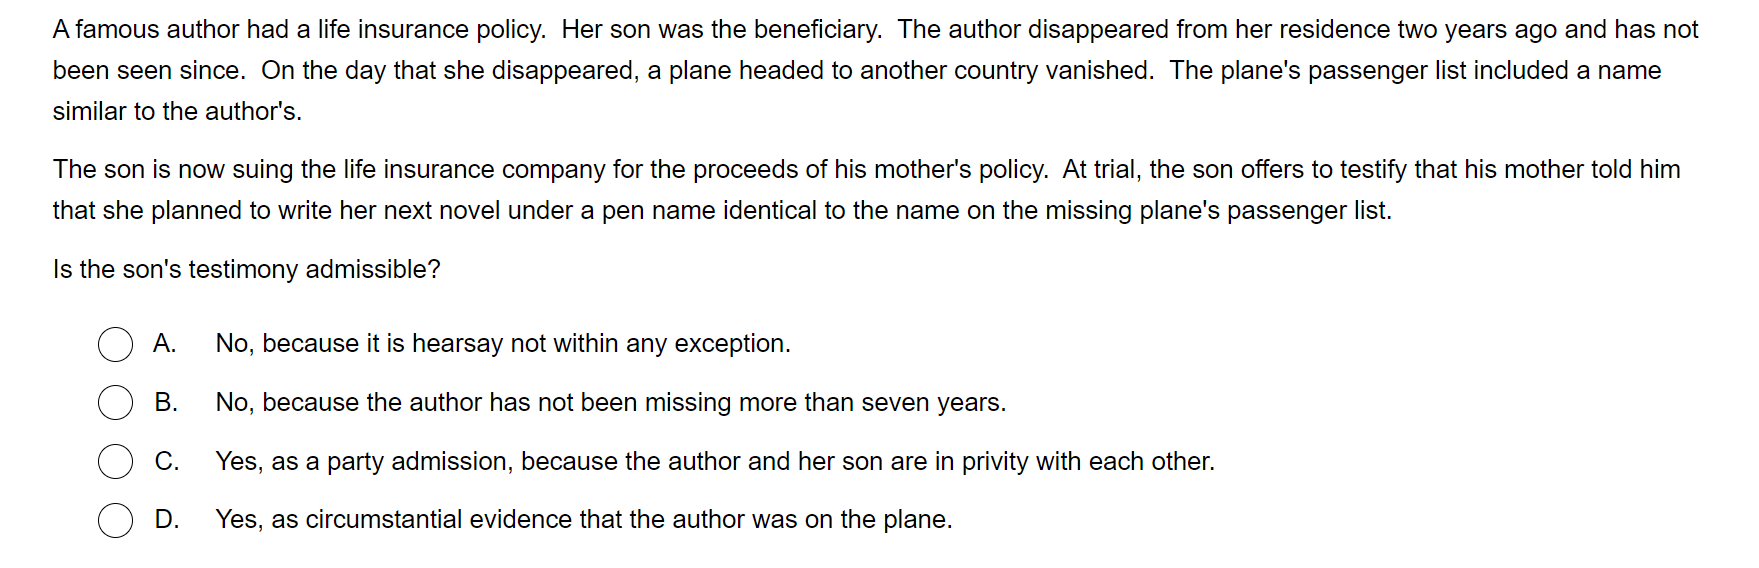 A famous author had a life insurance policy.  Her son was the beneficiary.  The author disappeared from her residence two years ago and has not
been seen since.  On the day that she disappeared, a plane headed to another country vanished.  The plane's passenger list included a name
similar to the author's.
The son is now suing the life insurance company for the proceeds of his mother's policy.  At trial, the son offers to testify that his mother told him
that she planned to write her next novel under a pen name identical to the name on the missing plane's passenger list.
Is the son's testimony admissible?
A. No, because it is hearsay not within any exception.
B. No, because the author has not been missing more than seven years.
C. Yes, as a party admission, because the author and her son are in privity with each other.
D. Yes, as circumstantial evidence that the author was on the plane.